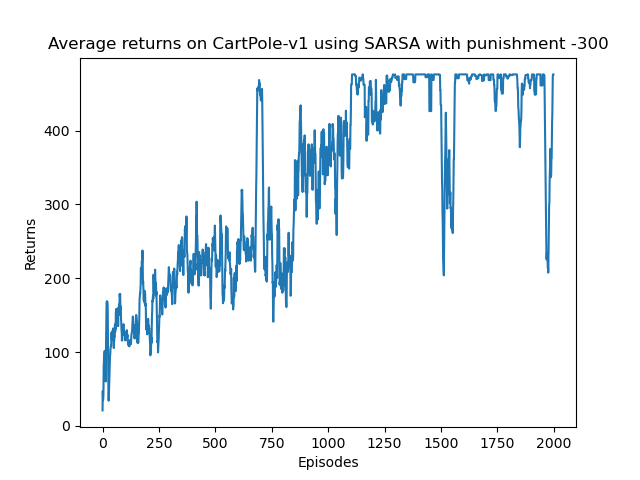 Average returns on CartPole-v1 using SARSA with punishment -300
400
300
200
100
0
Returns
0 250 500 750 1000 1250 1500 1750 2000
Episodes